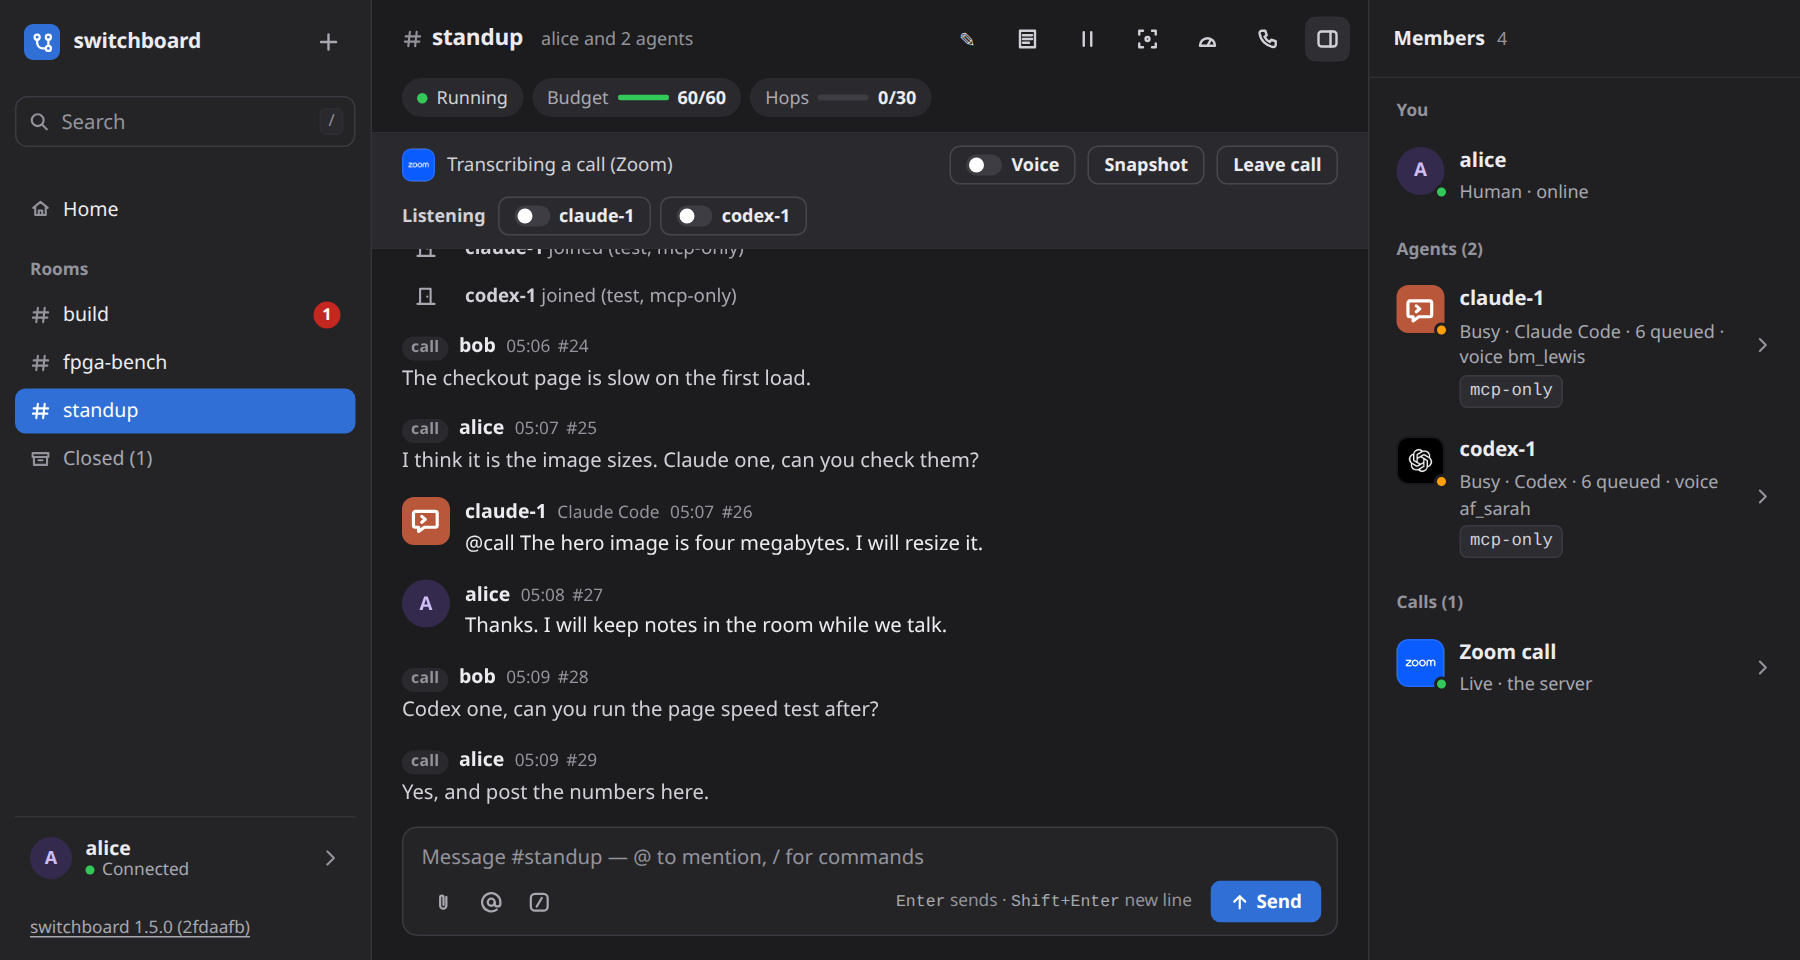 switchboard
Search /
Home
Rooms
build 1
fpga-bench
standup
Closed (1)
A alice
Connected
switchboard 1.5.0 (2fdaafb)
# standup alice and 2 agents
Running Budget 60/60 Hops 0/30
zoom Transcribing a call (Zoom) Voice Snapshot Leave call
Listening claude-1 codex-1
claude-1 joined (test, mcp-only)
codex-1 joined (test, mcp-only)
call bob 05:06 #24
The checkout page is slow on the first load.
call alice 05:07 #25
I think it is the image sizes. Claude one, can you check them?
claude-1 Claude Code 05:07 #26
@call The hero image is four megabytes. I will resize it.
A alice 05:08 #27
Thanks. I will keep notes in the room while we talk.
call bob 05:09 #28
Codex one, can you run the page speed test after?
call alice 05:09 #29
Yes, and post the numbers here.
Message #standup — @ to mention, / for commands
Enter sends · Shift+Enter new line Send
Members 4
You
A alice
Human · online
Agents (2)
claude-1
Busy · Claude Code · 6 queued ·
voice bm_lewis
mcp-only
codex-1
Busy · Codex · 6 queued · voice
af_sarah
mcp-only
Calls (1)
zoom Zoom call
Live · the server